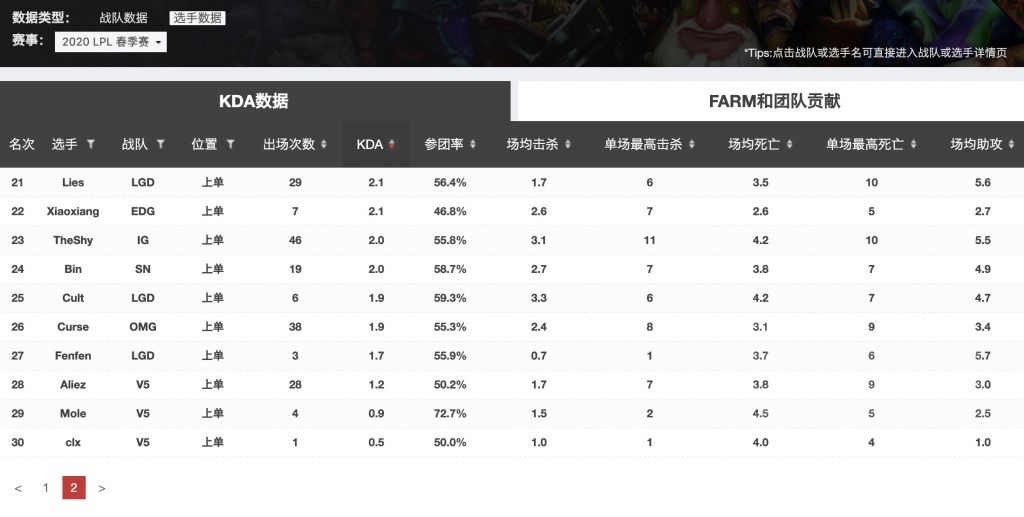 数据类型： 战队数据 选手数据
赛事： 2020 LPL 春季赛
*Tips:点击战队或选手名可直接进入战队或选手详情页
KDA数据 FARM和团队贡献
名次 选手 战队 位置 出场次数 KDA 参团率 场均击杀 单场最高击杀 场均死亡 单场最高死亡 场均助攻
21 Lies LGD 上单 29 2.1 56.4% 1.7 6 3.5 10 5.6
22 Xiaoxiang EDG 上单 7 2.1 46.8% 2.6 7 2.6 5 2.7
23 TheShy IG 上单 46 2.0 55.8% 3.1 11 4.2 10 5.5
24 Bin SN 上单 19 2.0 58.7% 2.7 7 3.8 7 4.9
25 Cult LGD 上单 6 1.9 59.3% 3.3 6 4.2 7 4.7
26 Curse OMG 上单 38 1.9 55.3% 2.4 8 3.1 9 3.4
27 Fenfen LGD 上单 3 1.7 55.9% 0.7 1 3.7 6 5.7
28 Aliez V5 上单 28 1.2 50.2% 1.7 7 3.8 9 3.0
29 Mole V5 上单 4 0.9 72.7% 1.5 2 4.5 5 2.5
30 clx V5 上单 1 0.5 50.0% 1.0 1 4.0 4 1.0
< 1 2 >